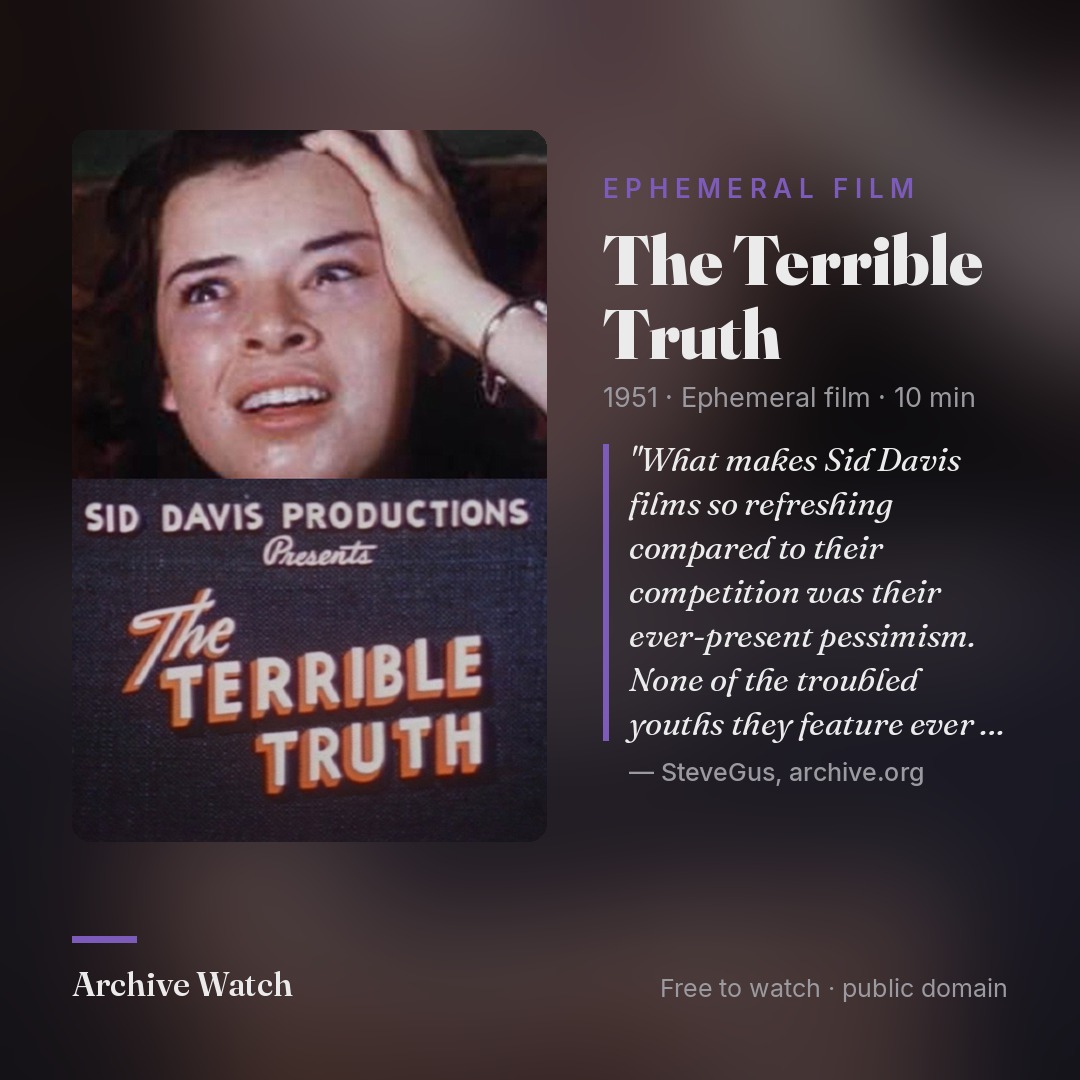 SID DAVIS PRODUCTIONS
Presents
The
TERRIBLE
TRUTH
EPHEMERAL FILM
The Terrible
Truth
1951 · Ephemeral film · 10 min
"What makes Sid Davis
films so refreshing
compared to their
competition was their
ever-present pessimism.
None of the troubled
youths they feature ever ...
— SteveGus, archive.org
Archive Watch
Free to watch · public domain